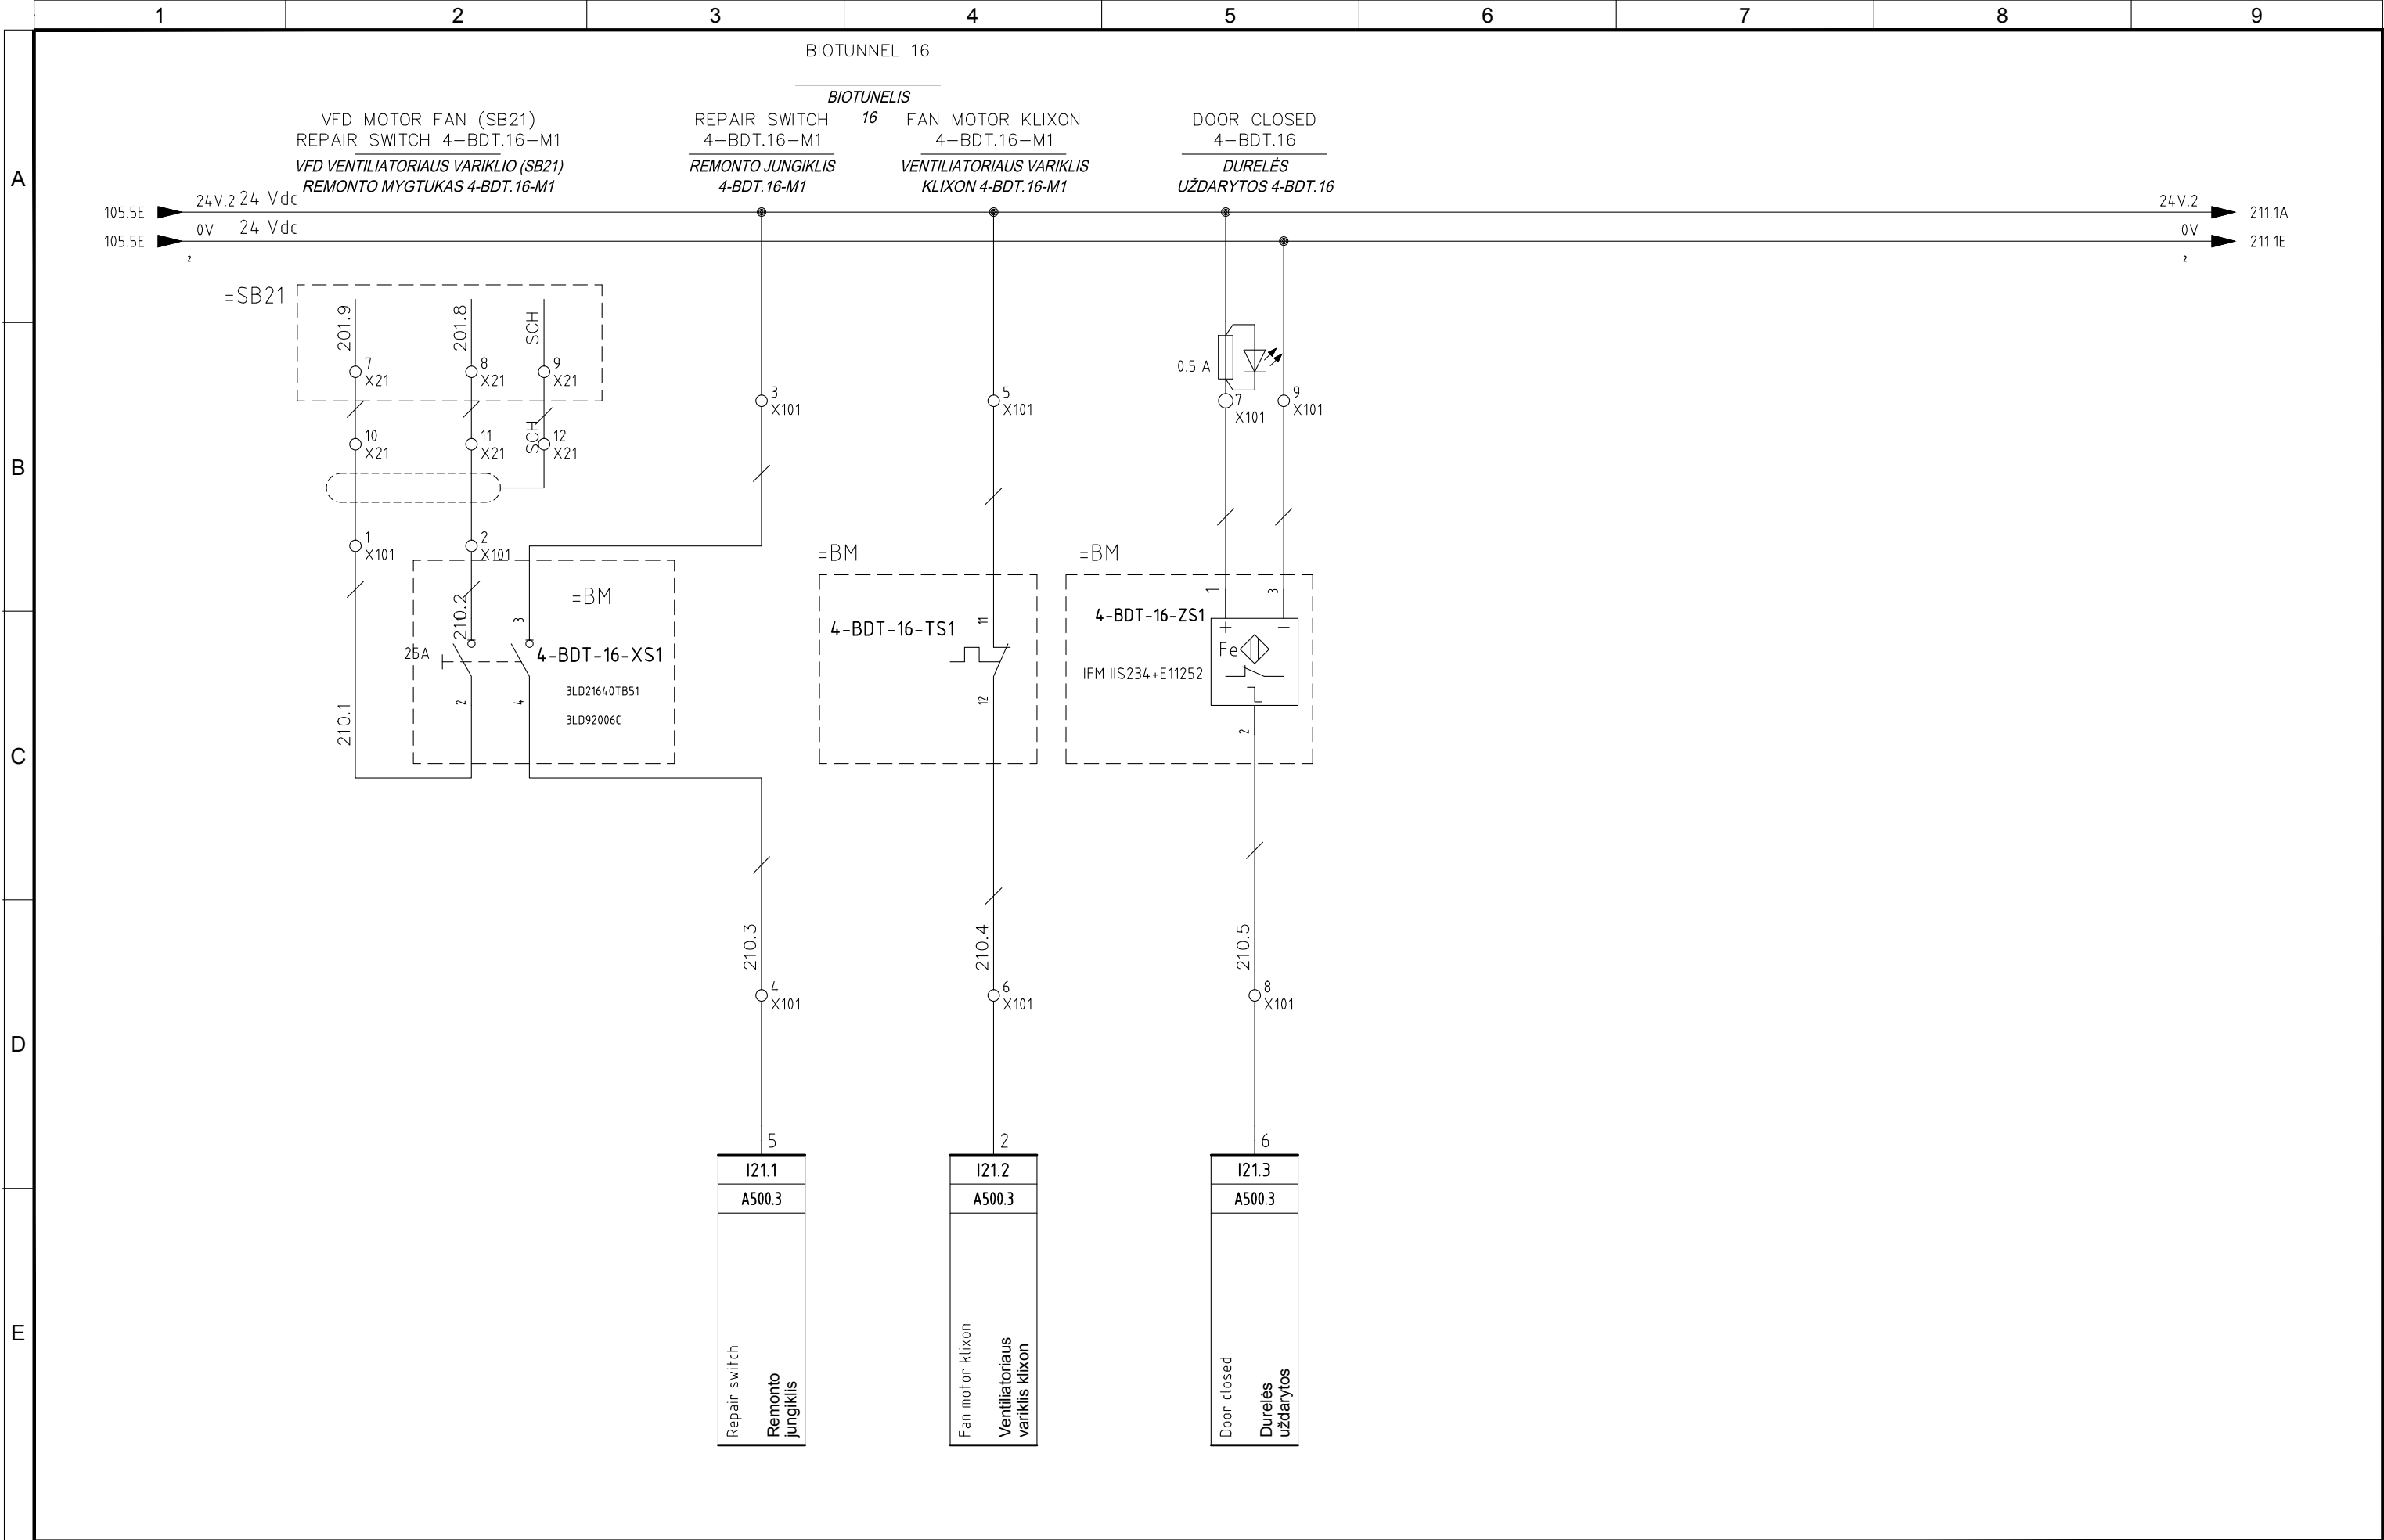 1 2 3 4 5 6 7 8 9
BIOTUNNEL 16
BIOTUNELIS
16
VFD MOTOR FAN (SB21)
REPAIR SWITCH 4-BDT.16-M1
VFD VENTILIATORIAUS VARIKLIO (SB21)
REMONTO MYGTUKAS 4-BDT.16-M1
REPAIR SWITCH
4-BDT.16-M1
REMONTO JUNGIKLIS
4-BDT.16-M1
FAN MOTOR KLIXON
4-BDT.16-M1
VENTILIATORIAUS VARIKLIS
KLIXON 4-BDT.16-M1
DOOR CLOSED
4-BDT.16
DURELĖS
UŽDARYTOS 4-BDT.16
A
105.5E 24V.2 24 Vdc 24V.2 211.1A
105.5E 0V 24 Vdc 0V 211.1E
2 2
=SB21
201.9 201.8 SCH
7 X21
8 X21
9 X21
0.5 A
3 X101
5 X101
7 X101
9 X101
B
10 X21
11 X21
SCH
12 X21
1 X101
2 X101
=BM
=BM
=BM
210.2
3
11
1
3
4-BDT-16-ZS1
4-BDT-16-TS1
+ −
Fe
25A
4-BDT-16-XS1
IFM IIS234+E11252
3LD21640TB51
3LD92006C
2
4
12
2
210.1
C
210.3
210.4
210.5
4 X101
6 X101
8 X101
D
5
2
6
I21.1
I21.2
I21.3
A500.3
A500.3
A500.3
E
Repair switch
Remonto
jungiklis
Fan motor klixon
Ventiliatoriaus
variklis klixon
Door closed
Durelės
uždarytos